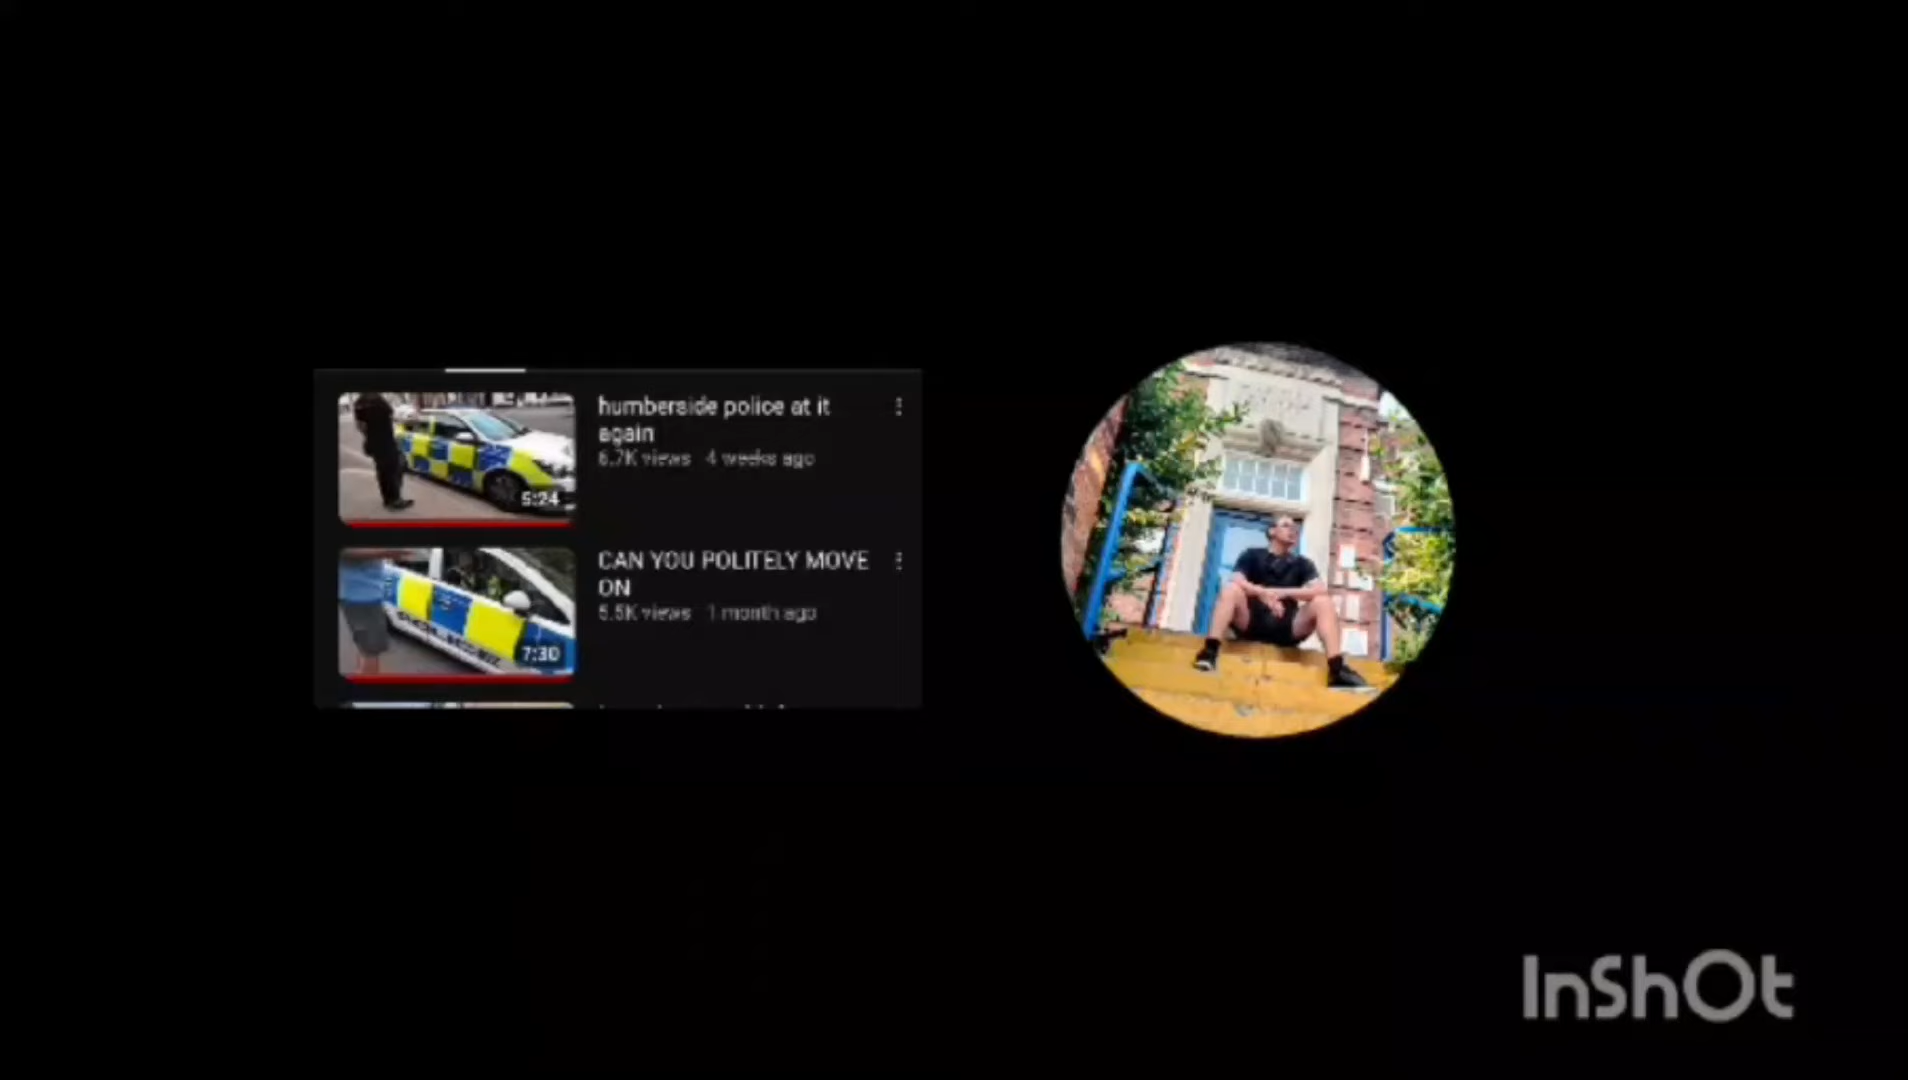 humberside police at it
again
6.7K views 4 weeks ago
5:24
CAN YOU POLITELY MOVE
ON
5.5K views 1 month ago
7:30
InShOt